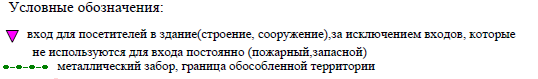 Условные обозначения:
вход для посетителей в здание(строение, сооружение),за исключением входов, которые
не используются для входа постоянно (пожарный,запасной)
металлический забор, граница обособленной территории